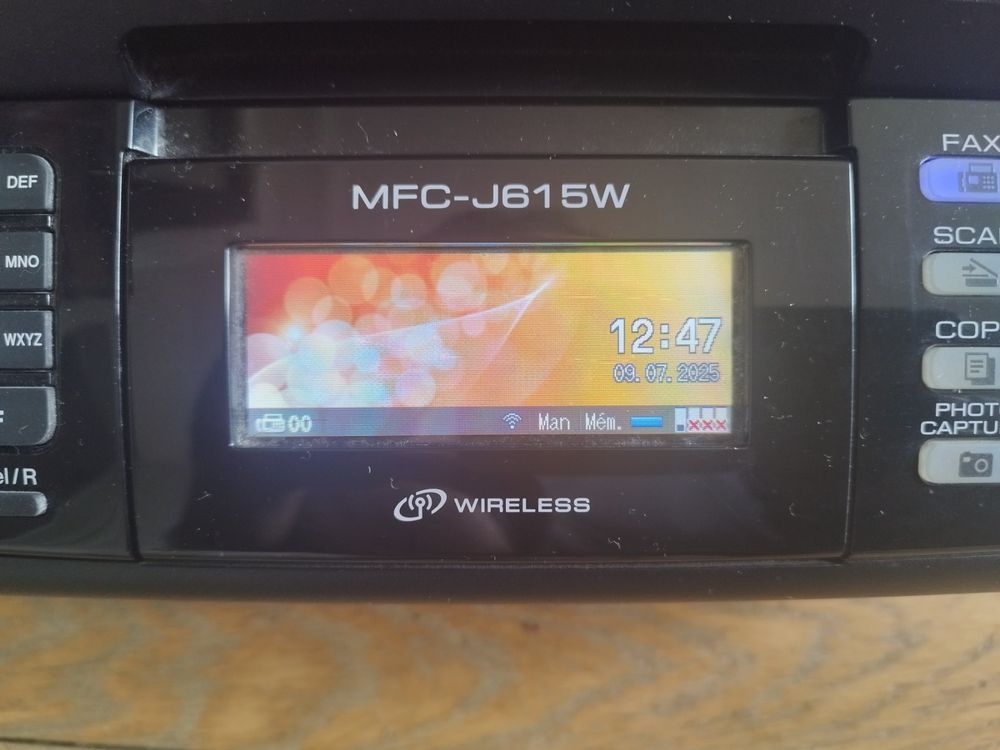 MFC-J615W
DEF
MNO
WXYZ
el/R
12:47
09.07.2025
00
Man Mém.
WIRELESS
FAX
SCA
COP
PHOT
CAPTU